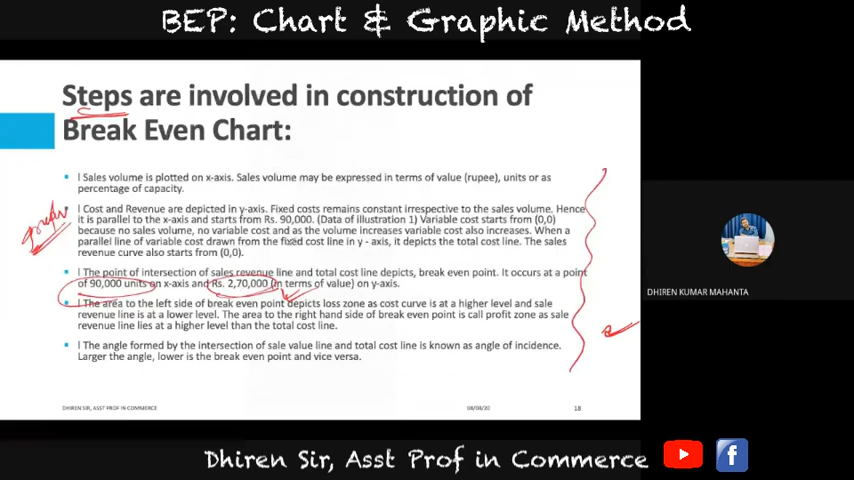 BEP: Chart & Graphic Method
Steps are involved in construction of
Break Even Chart:
l Sales volume is plotted on x-axis. Sales volume may be expressed in terms of value (rupee), units or as
percentage of capacity.
l Cost and Revenue are depicted in y-axis. Fixed costs remains constant irrespective to the sales volume. Hence
it is parallel to the x-axis and starts from Rs. 90,000. (Data of illustration 1) Variable cost starts from (0,0)
because no sales volume, no variable cost and as the volume increases variable cost also increases. When a
parallel line of variable cost drawn from the fixed cost line in y - axis, it depicts the total cost line. The sales
revenue curve also starts from (0,0).
l The point of intersection of sales revenue line and total cost line depicts, break even point. It occurs at a point
of 90,000 units on x-axis and Rs. 2,70,000 (in terms of value) on y-axis.
l The area to the left side of break even point depicts loss zone as cost curve is at a higher level and sale
revenue line is at a lower level. The area to the right hand side of break even point is call profit zone as sale
revenue line lies at a higher level than the total cost line.
l The angle formed by the intersection of sale value line and total cost line is known as angle of incidence.
Larger the angle, lower is the break even point and vice versa.
DHIREN KUMAR MAHANTA
DHIREN SIR, ASST PROF IN COMMERCE
08/08/20
18
Dhiren Sir, Asst Prof in Commerce